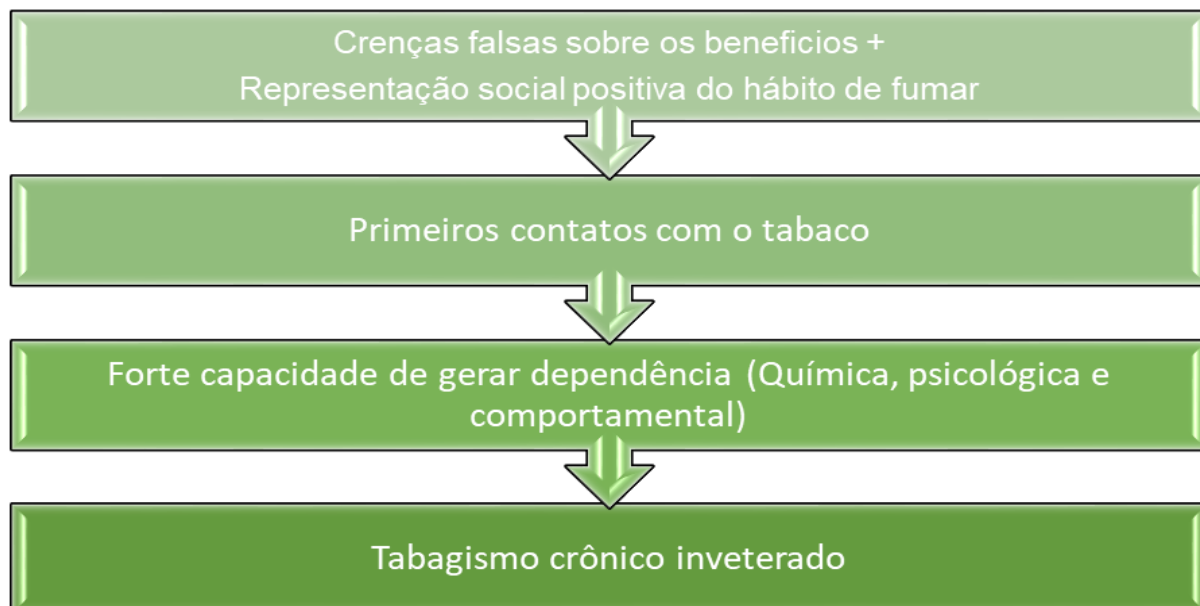 Crenças falsas sobre os beneficios +
Representação social positiva do hábito de fumar
Primeiros contatos com o tabaco
Forte capacidade de gerar dependência (Química, psicológica e
comportamental)
Tabagismo crônico inveterado